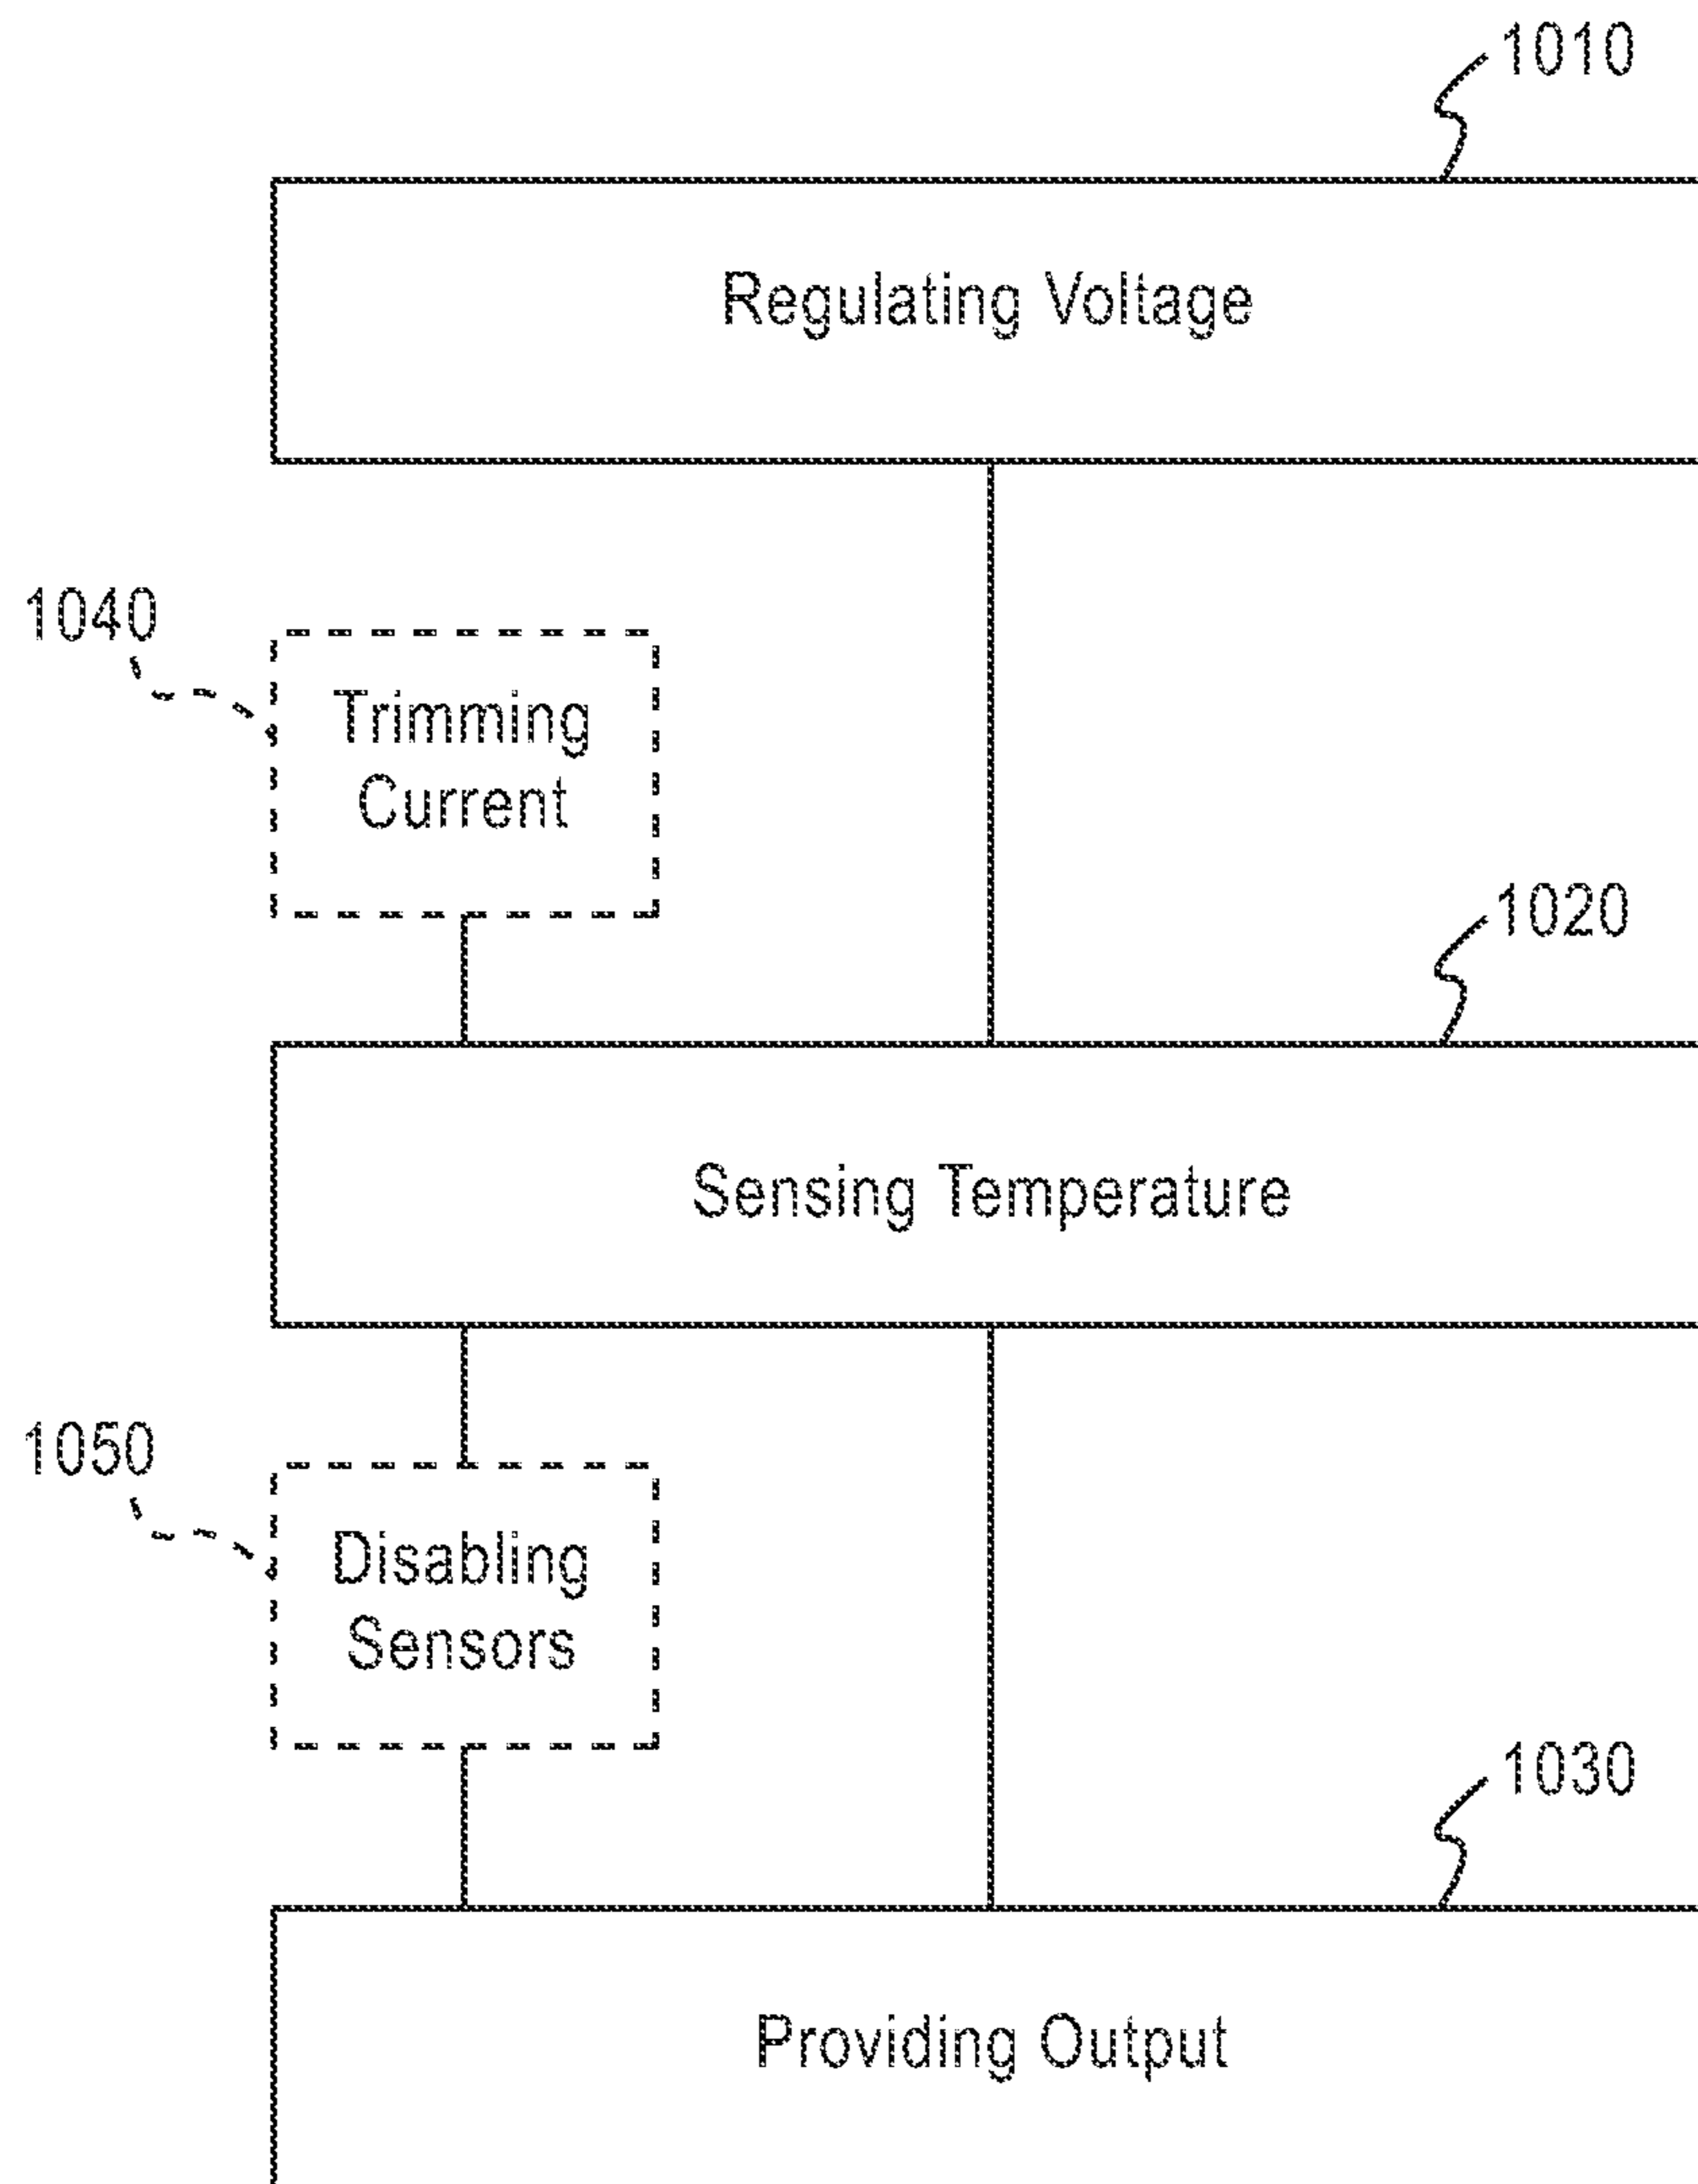 1010
Regulating Voltage
1040
Trimming
Current
1020
Sensing Temperature
1050
Disabling
Sensors
1030
Providing Output